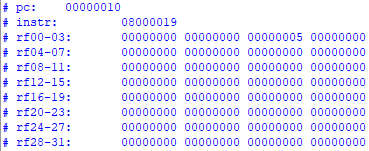 # pc: 00000010
# instr: 08000019
# rf00-03: 00000000 00000000 00000005 00000000
# rf04-07: 00000000 00000000 00000000 00000000
# rf08-11: 00000000 00000000 00000000 00000000
# rf12-15: 00000000 00000000 00000000 00000000
# rf16-19: 00000000 00000000 00000000 00000000
# rf20-23: 00000000 00000000 00000000 00000000
# rf24-27: 00000000 00000000 00000000 00000000
# rf28-31: 00000000 00000000 00000000 00000000